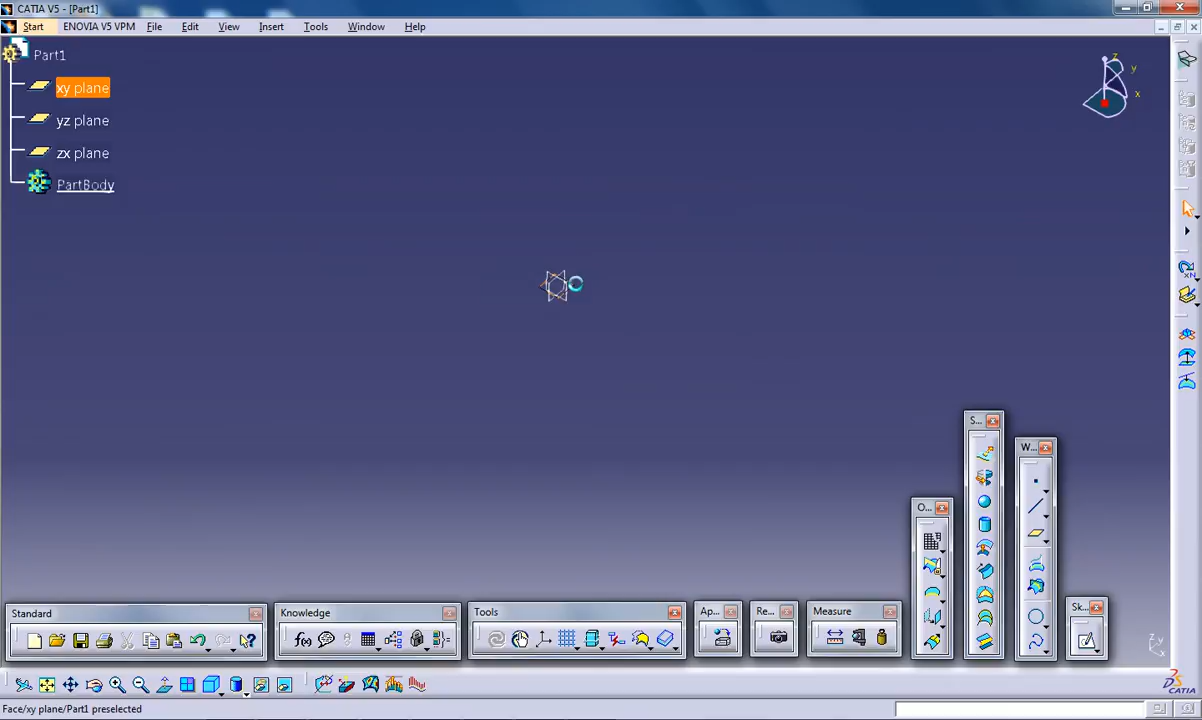 CATIA V5 - [Part1]
Start ENOVIA V5 VPM File Edit View Insert Tools Window Help
Part1
xy plane
yz plane
zx plane
PartBody
z
y
x
S...
W...
O...
Sk...
Standard
Knowledge
Tools
Ap...
Re...
Measure
f(x)
Face/xy plane/Part1 preselected
CATIA